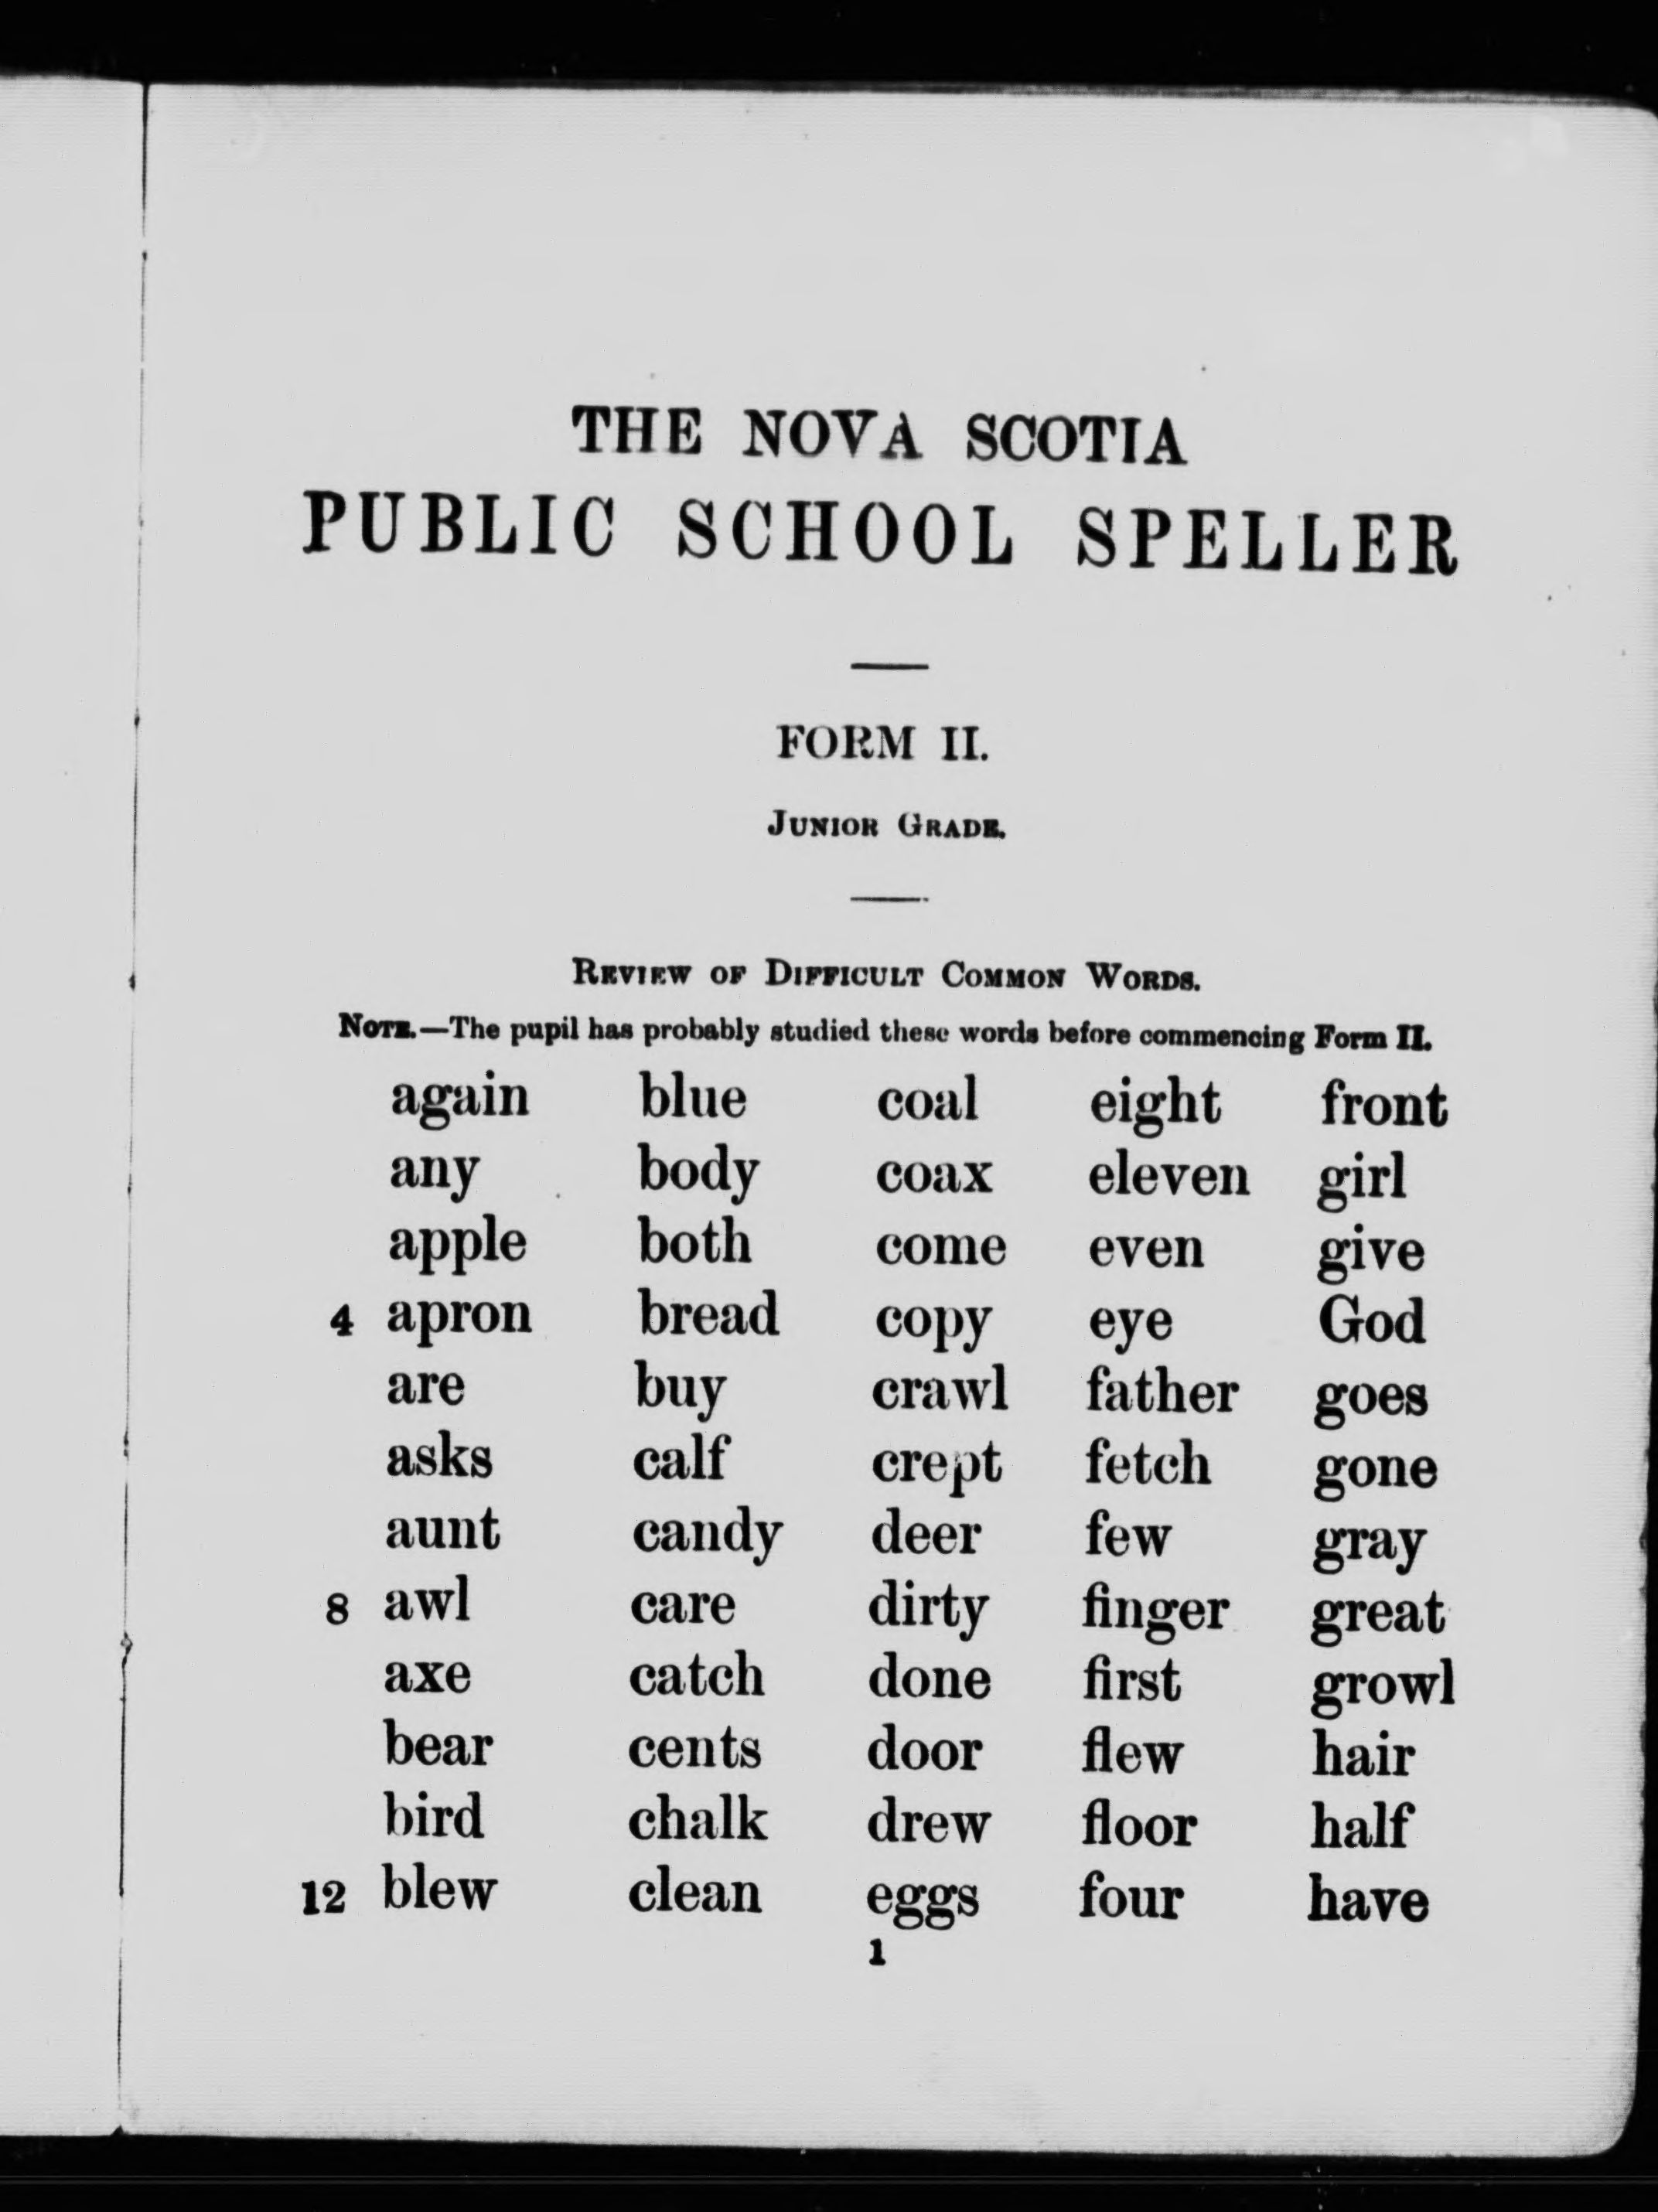 THE NOVA SCOTIA
PUBLIC SCHOOL SPELLER
FORM II.
JUNIOR GRADE.
REVIEW OF DIFFICULT COMMON WORDS.
NOTE.—The pupil has probably studied these words before commencing Form II.
again blue coal eight front
any body coax eleven girl
apple both come even give
4 apron bread copy eye God
are buy crawl father goes
asks calf crept fetch gone
aunt candy deer few gray
8 awl care dirty finger great
axe catch done first growl
bear cents door flew hair
bird chalk drew floor half
12 blew clean eggs four have
1